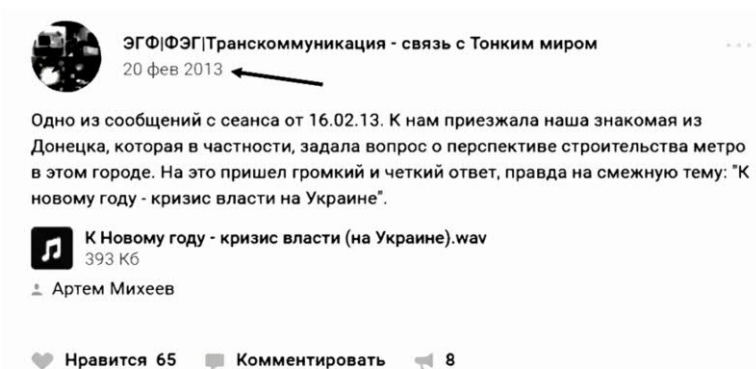 ЭГФ|ФЭГ|Транскоммуникация - связь с Тонким миром
20 фев 2013
Одно из сообщений с сеанса от 16.02.13. К нам приезжала наша знакомая из
Донецка, которая в частности, задала вопрос о перспективе строительства метро
в этом городе. На это пришел громкий и четкий ответ, правда на смежную тему: "К
новому году - кризис власти на Украине".
К Новому году - кризис власти (на Украине).wav
393 Кб
Артем Михеев
Нравится 65 Комментировать 8